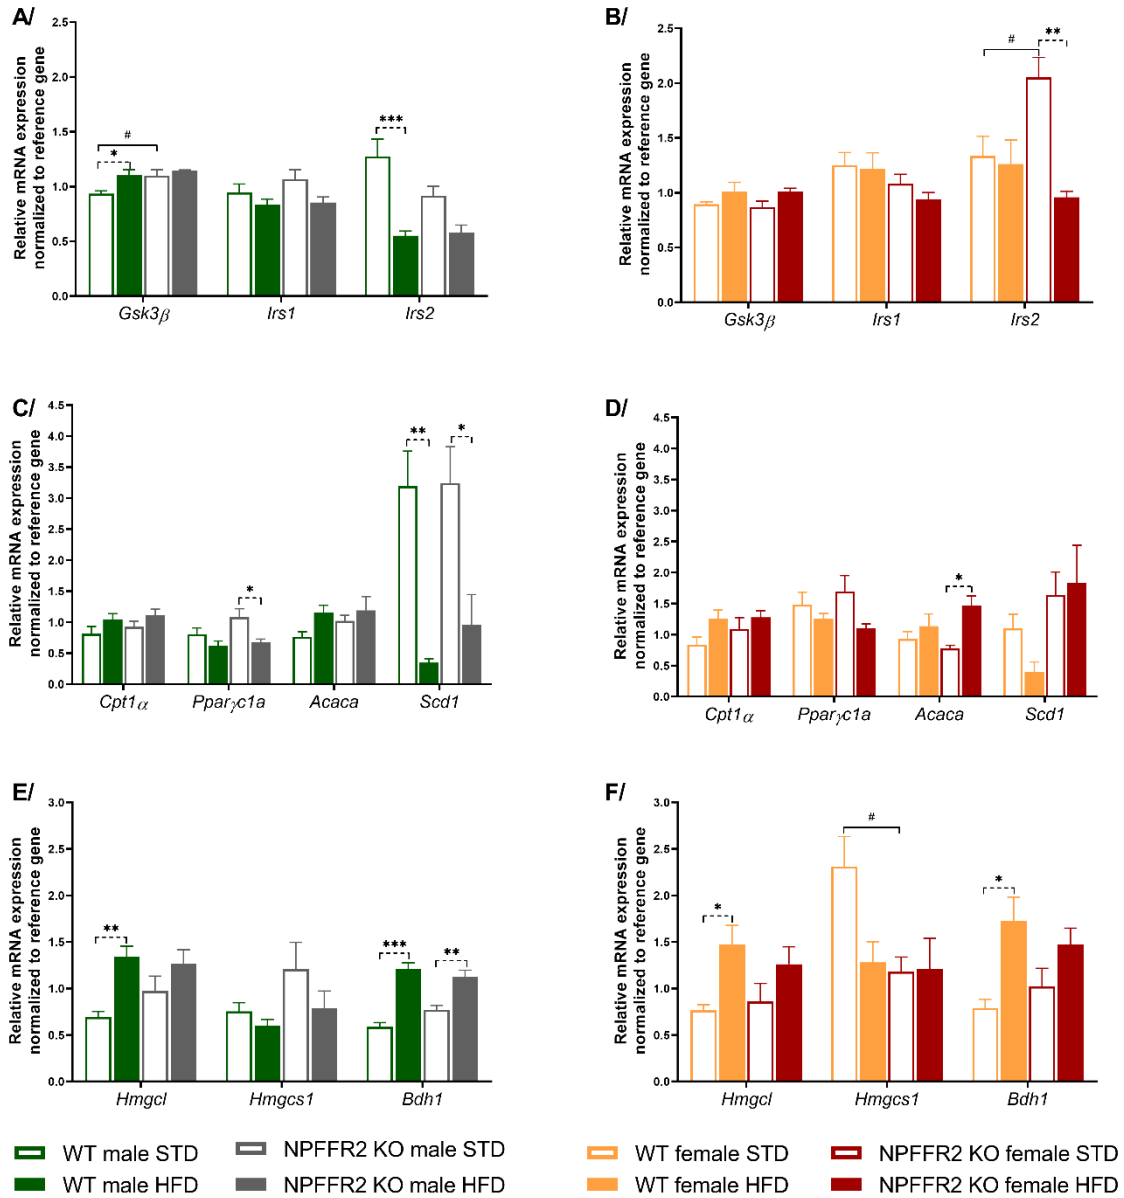 A/
Relative mRNA expression
normalized to reference gene
2.5
2.0
1.5
1.0
0.5
0.0
#
*
***
Gsk3β
Irs1
Irs2
B/
Relative mRNA expression
normalized to reference gene
2.5
2.0
1.5
1.0
0.5
0.0
#
**
Gsk3β
Irs1
Irs2
C/
Relative mRNA expression
normalized to reference gene
4.5
4.0
3.5
3.0
2.5
2.0
1.5
1.0
0.5
0.0
*
**
*
Cpt1α
Pparγc1a
Acaca
Scd1
D/
Relative mRNA expression
normalized to reference gene
4.5
4.0
3.5
3.0
2.5
2.0
1.5
1.0
0.5
0.0
*
Cpt1α
Pparγc1a
Acaca
Scd1
E/
Relative mRNA expression
normalized to reference gene
3.0
2.5
2.0
1.5
1.0
0.5
0.0
**
***
**
Hmgcl
Hmgcs1
Bdh1
F/
Relative mRNA expression
normalized to reference gene
3.0
2.5
2.0
1.5
1.0
0.5
0.0
*
#
*
Hmgcl
Hmgcs1
Bdh1
WT male STD
NPFFR2 KO male STD
WT male HFD
NPFFR2 KO male HFD
WT female STD
NPFFR2 KO female STD
WT female HFD
NPFFR2 KO female HFD